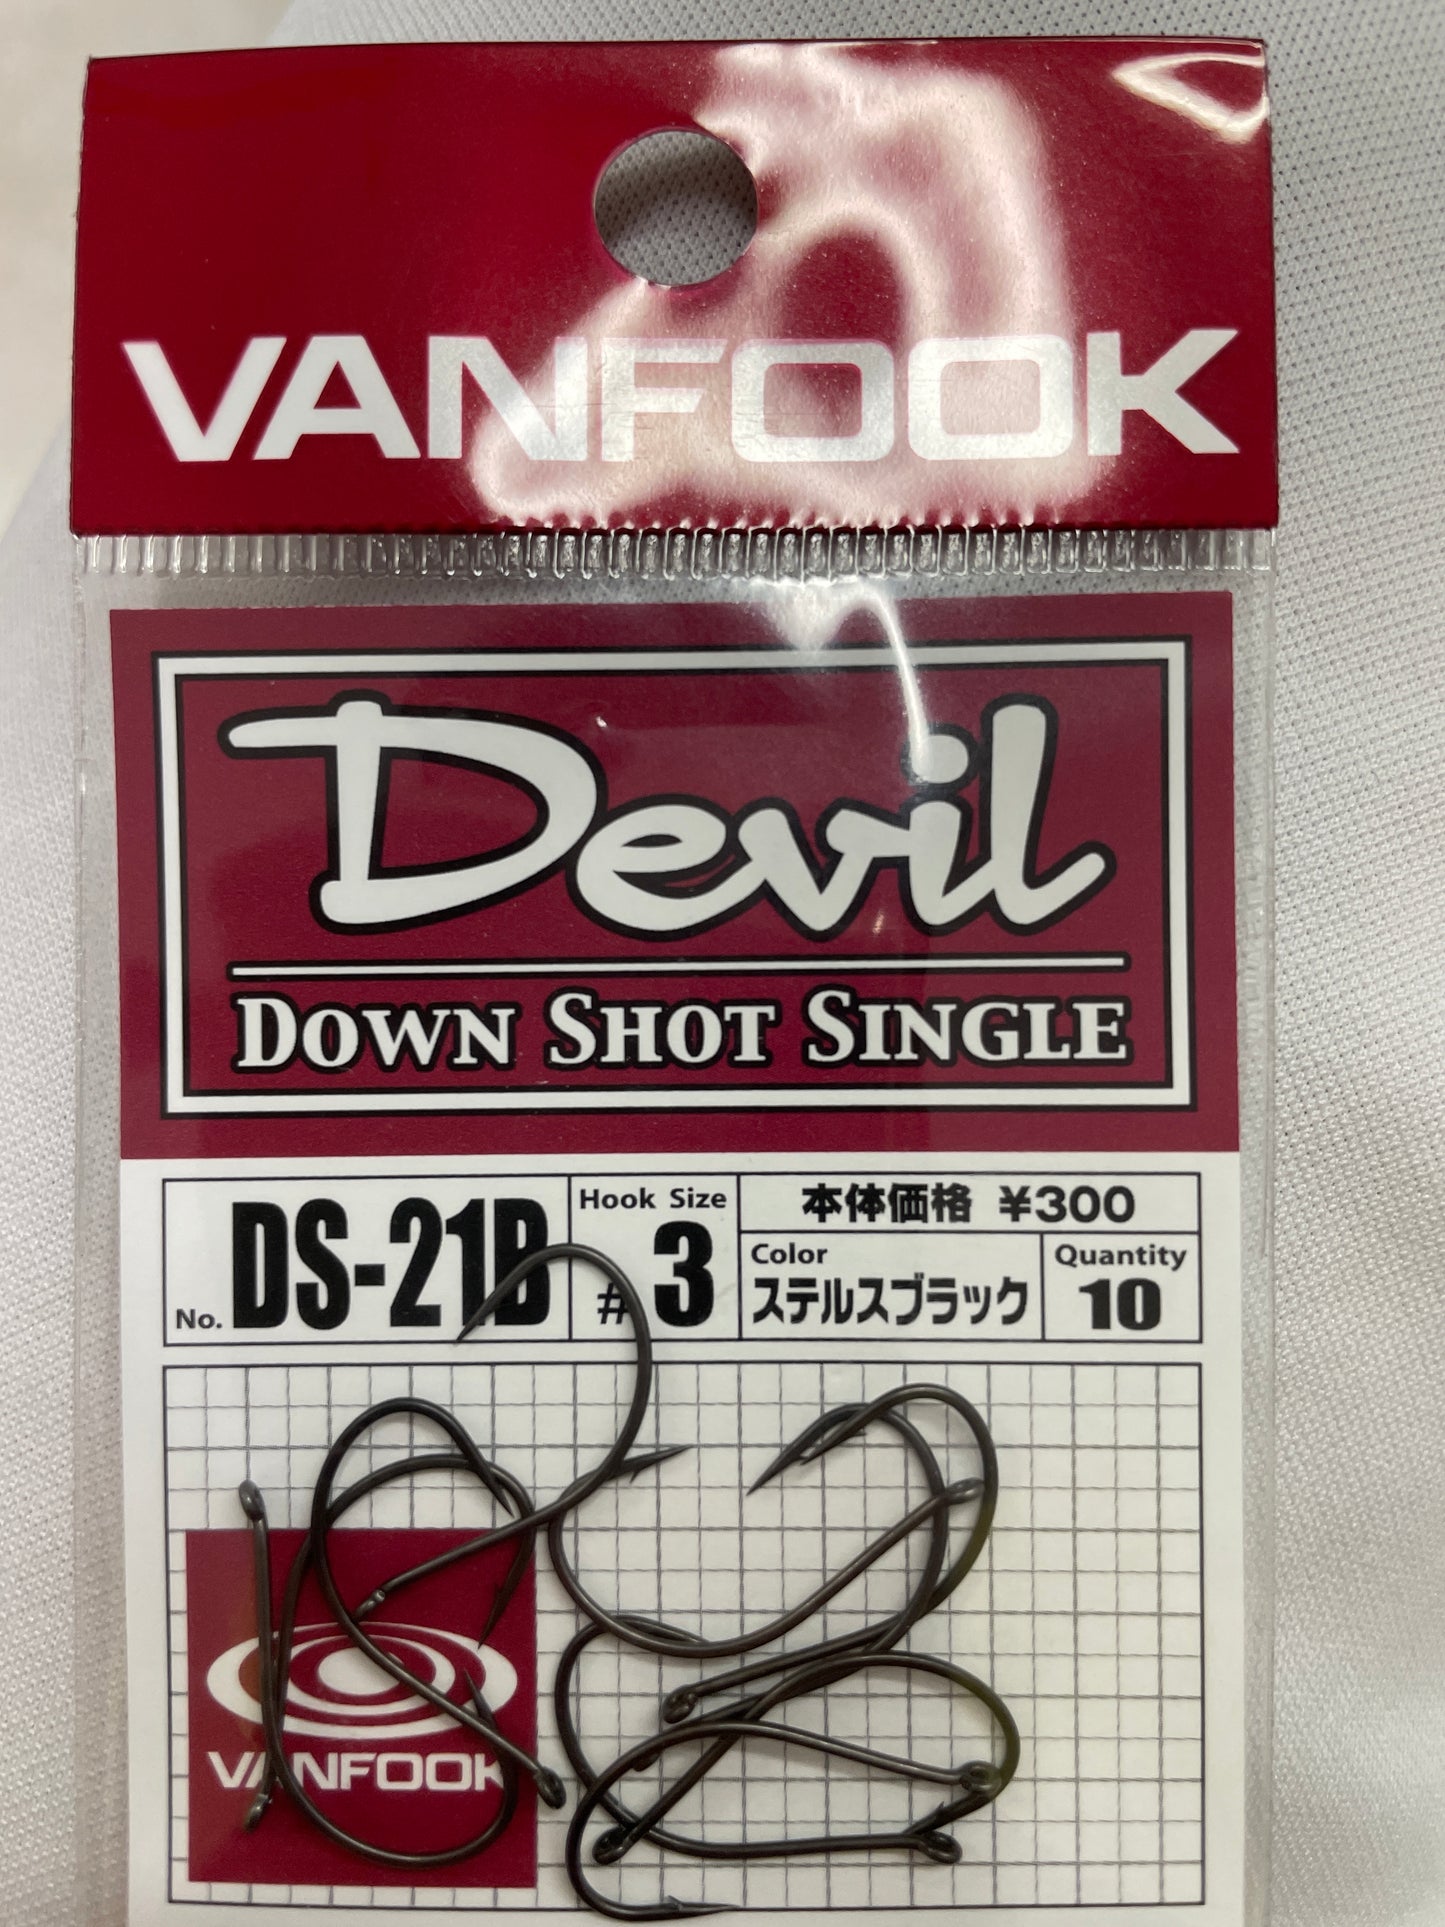 VANFOOK
Devil
DOWN SHOT SINGLE
No. DS-21B
Hook Size
# 3
本体価格 ¥300
Color
ステルスブラック
Quantity
10
VANFOOK